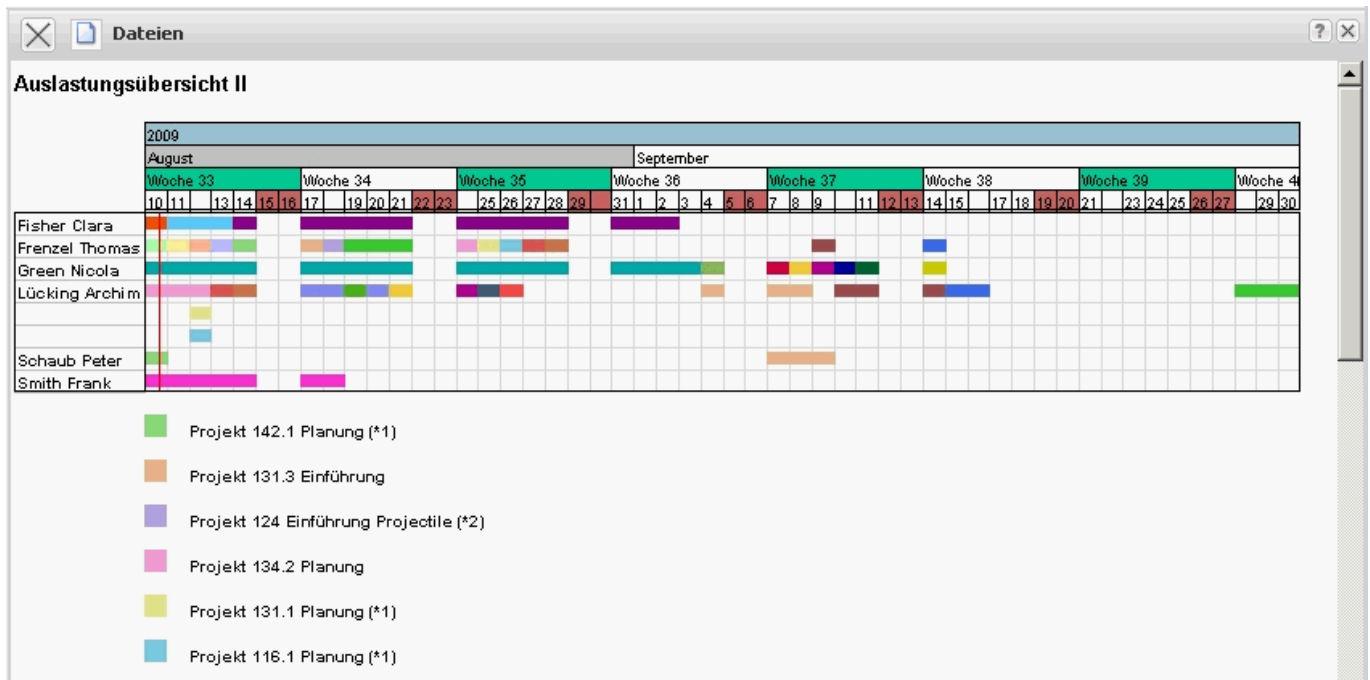 Dateien
?
Auslastungsübersicht II
2009
August September
Woche 33 Woche 34 Woche 35 Woche 36 Woche 37 Woche 38 Woche 39 Woche
10 11 13 14 15 16 17 19 20 21 22 23 25 26 27 28 29 31 1 2 3 4 5 6 7 8 9 11 12 13 14 15 17 18 19 20 21 23 24 25 26 27 29 30
Fisher Clara
Frenzel Thomas
Green Nicola
Lücking Archim
Schaub Peter
Smith Frank
Projekt 142.1 Planung (*1)
Projekt 131.3 Einführung
Projekt 124 Einführung Projectile (*2)
Projekt 134.2 Planung
Projekt 131.1 Planung (*1)
Projekt 116.1 Planung (*1)